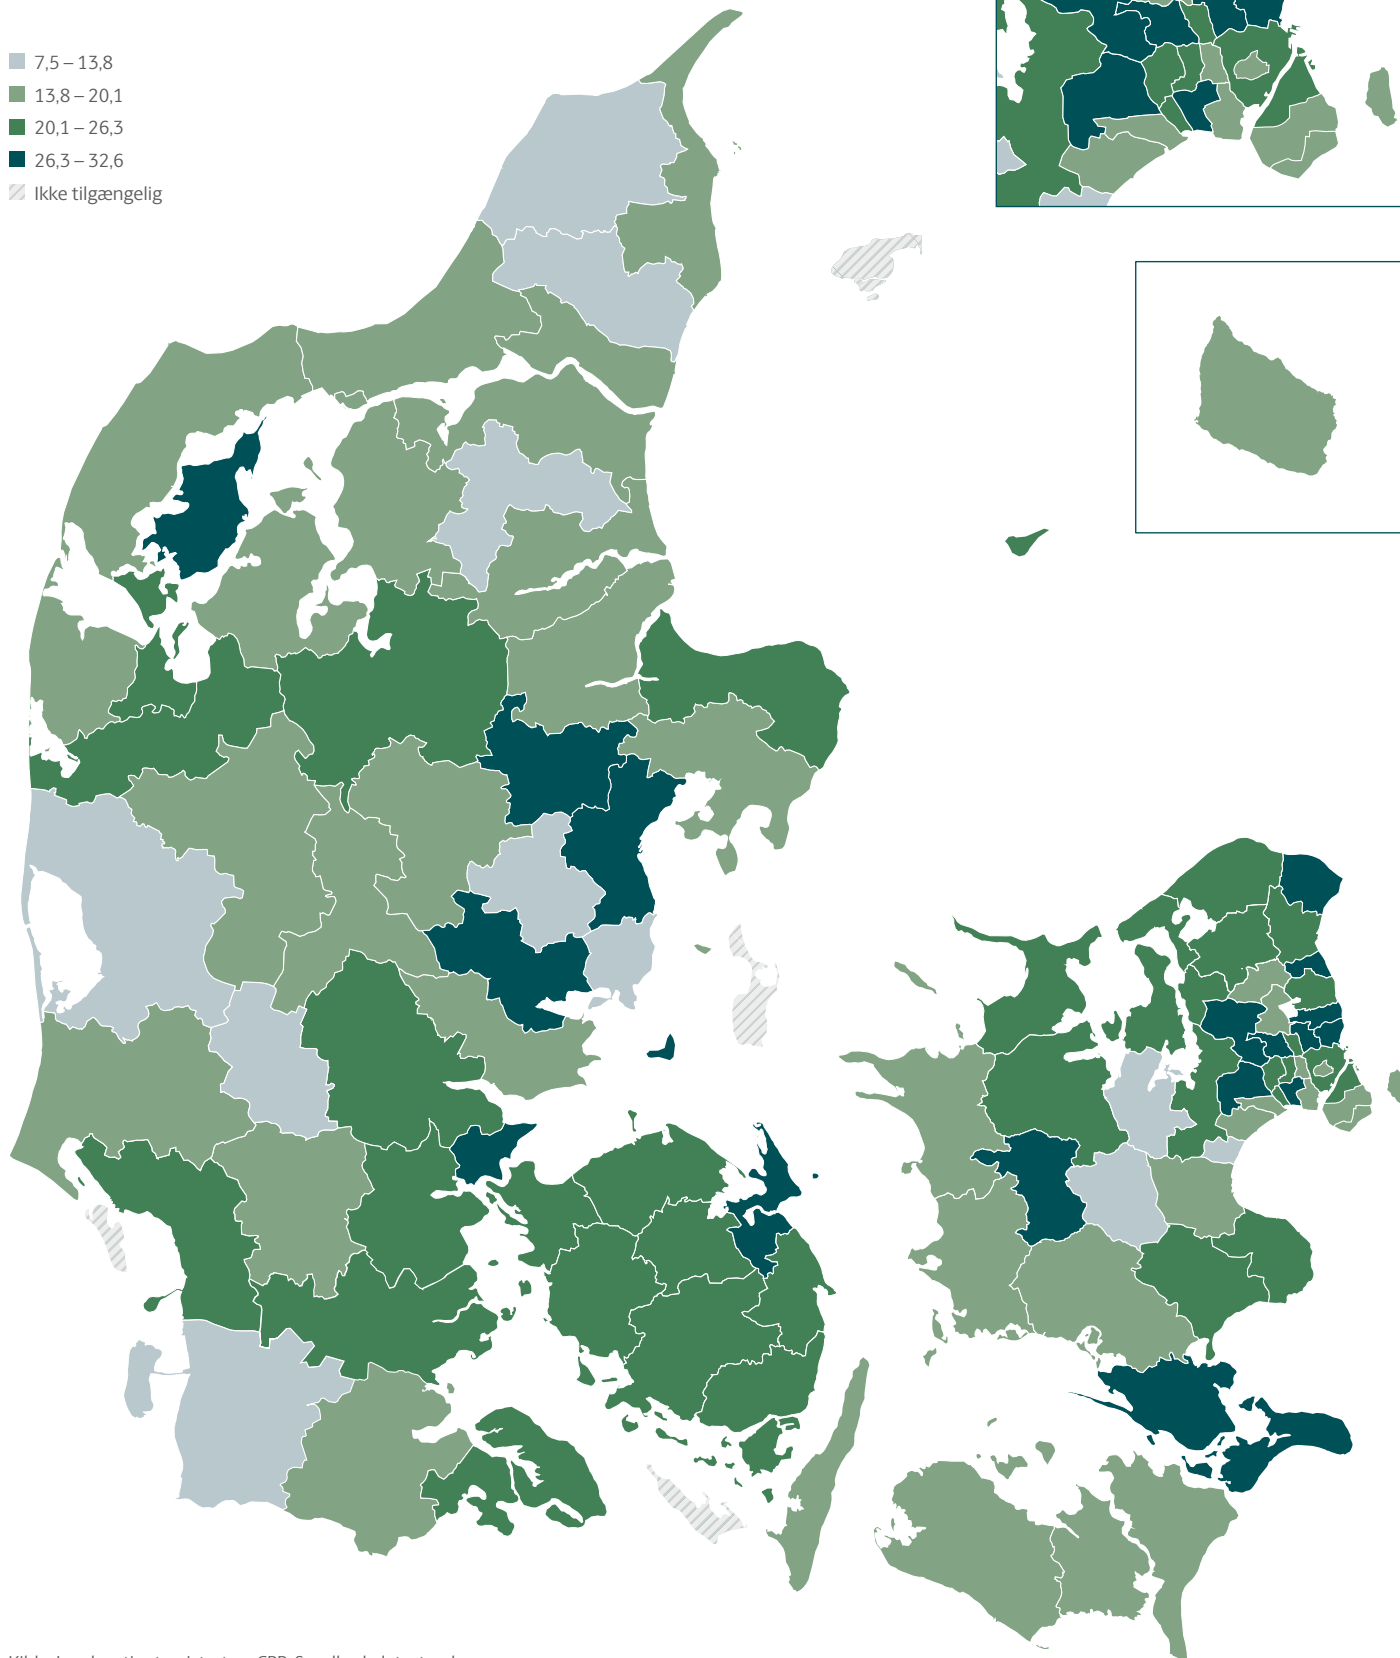 7,5 – 13,8
13,8 – 20,1
20,1 – 26,3
26,3 – 32,6
Ikke tilgængelig